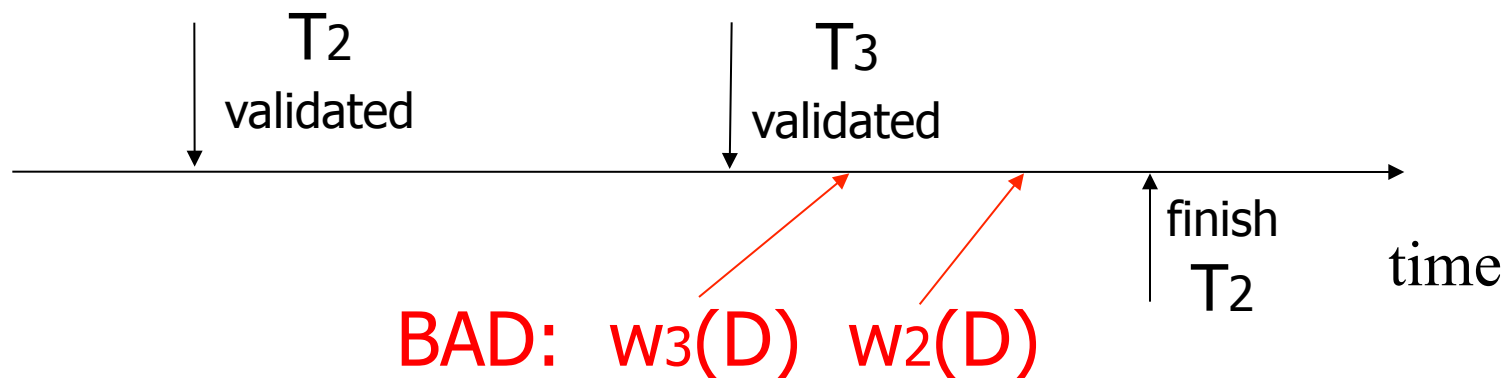 T2
validated
T3
validated
finish
T2
time
BAD: w3(D) w2(D)